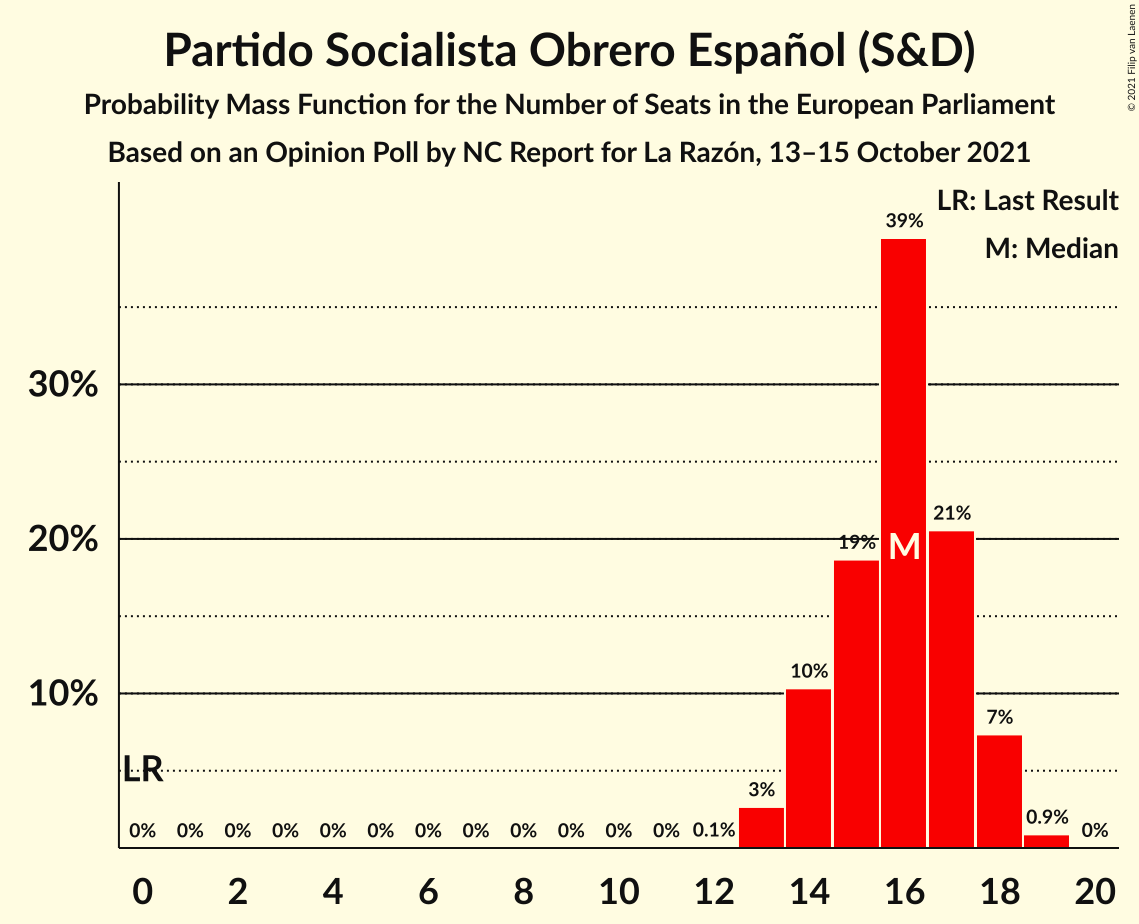 © 2021 Filip van Laenen
Partido Socialista Obrero Español (S&D)
Probability Mass Function for the Number of Seats in the European Parliament
Based on an Opinion Poll by NC Report for La Razón, 13–15 October 2021
LR: Last Result
M: Median
39%
30%
21%
20%
19%
M
10%
10%
7%
LR
3%
0% 0% 0% 0% 0% 0% 0% 0% 0% 0% 0% 0% 0.1% 0.9% 0%
0 2 4 6 8 10 12 14 16 18 20